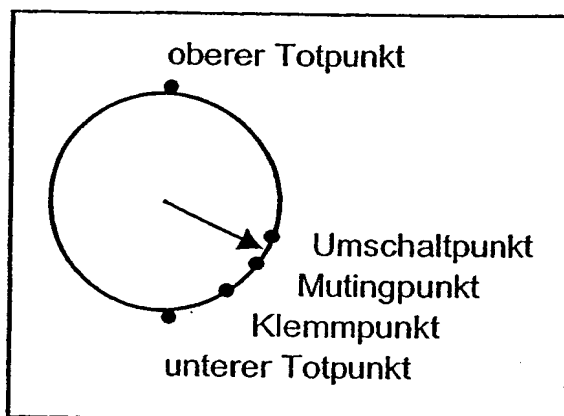 oberer Totpunkt
Umschaltpunkt
Mutingpunkt
Klemmpunkt
unterer Totpunkt